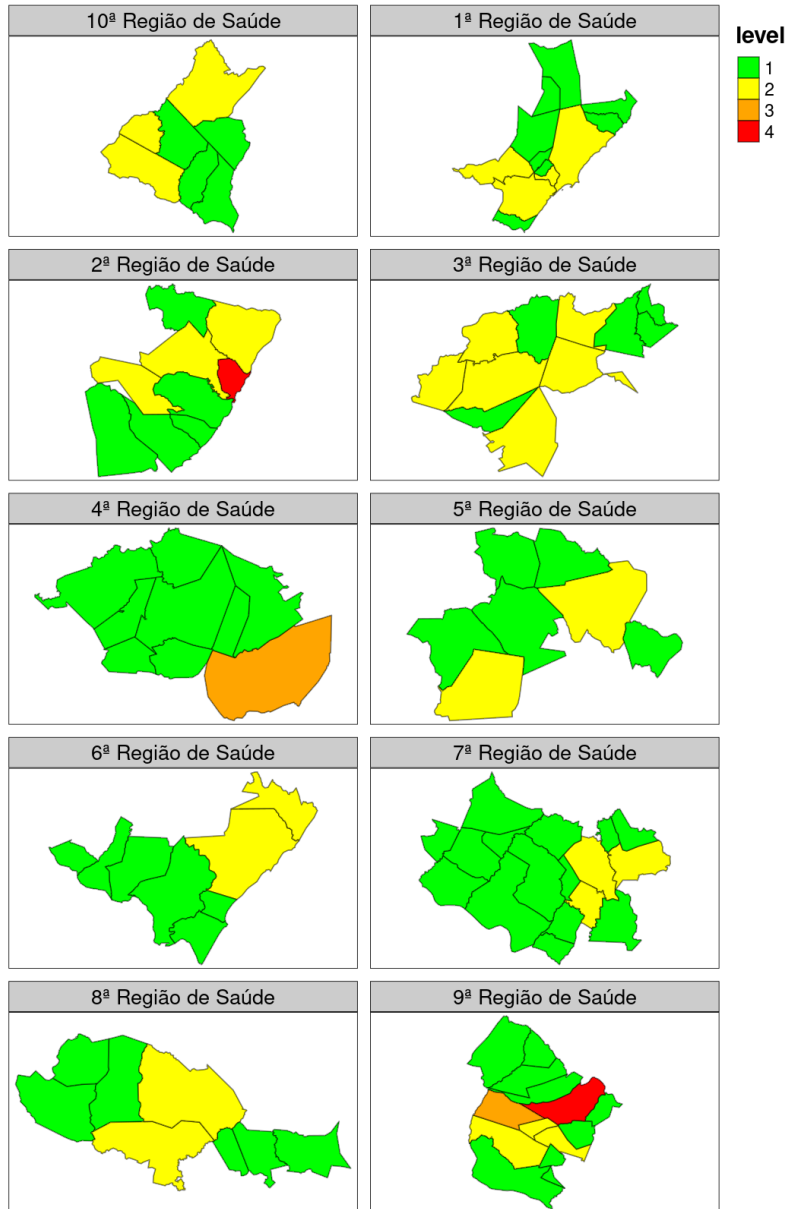 10ª Região de Saúde
1ª Região de Saúde
level
1
2
3
4
2ª Região de Saúde
3ª Região de Saúde
4ª Região de Saúde
5ª Região de Saúde
6ª Região de Saúde
7ª Região de Saúde
8ª Região de Saúde
9ª Região de Saúde